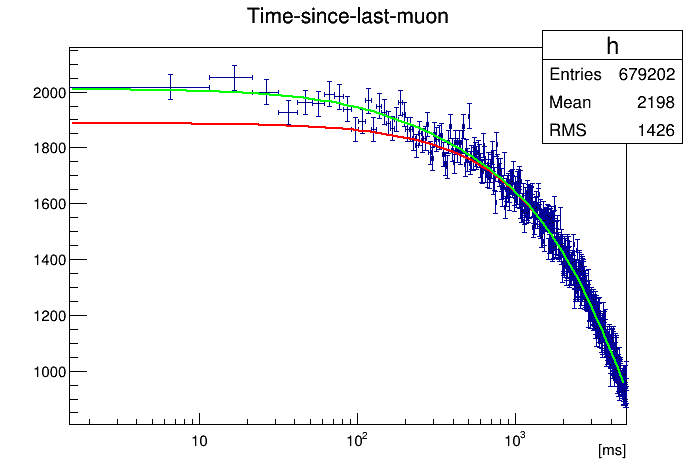 Time-since-last-muon
h
Entries 679202
Mean 2198
RMS 1426
2000
1800
1600
1400
1200
1000
10 10² 10³
[ms]